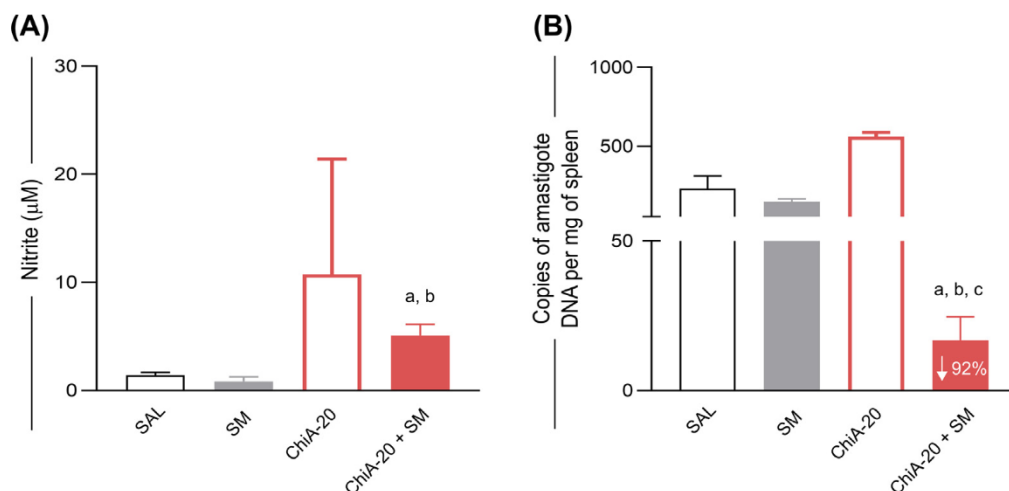 (A)
Nitrite (μM)
30
20
10
0
a, b
SAL
SM
ChiA-20
ChiA-20 + SM
(B)
Copies of amastigote
DNA per mg of spleen
1000
500
50
0
a, b, c
↓ 92%
SAL
SM
ChiA-20
ChiA-20 + SM